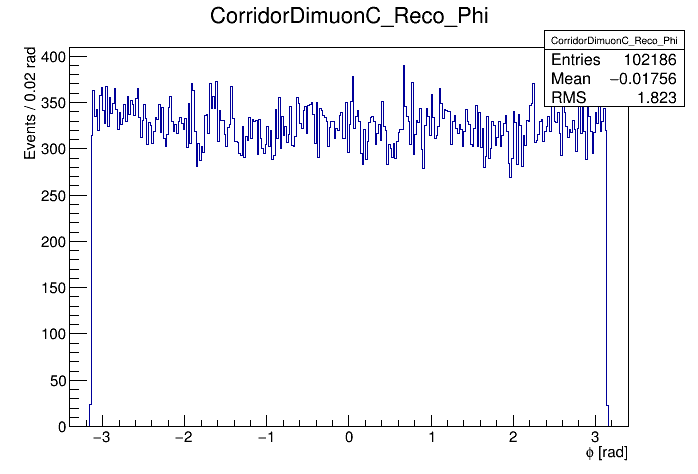 CorridorDimuonC_Reco_Phi
CorridorDimuonC_Reco_Phi
Entries 102186
Mean −0.01756
RMS 1.823
Events / 0.02 rad
400
350
300
250
200
150
100
50
0
−3 −2 −1 0 1 2 3
ϕ [rad]